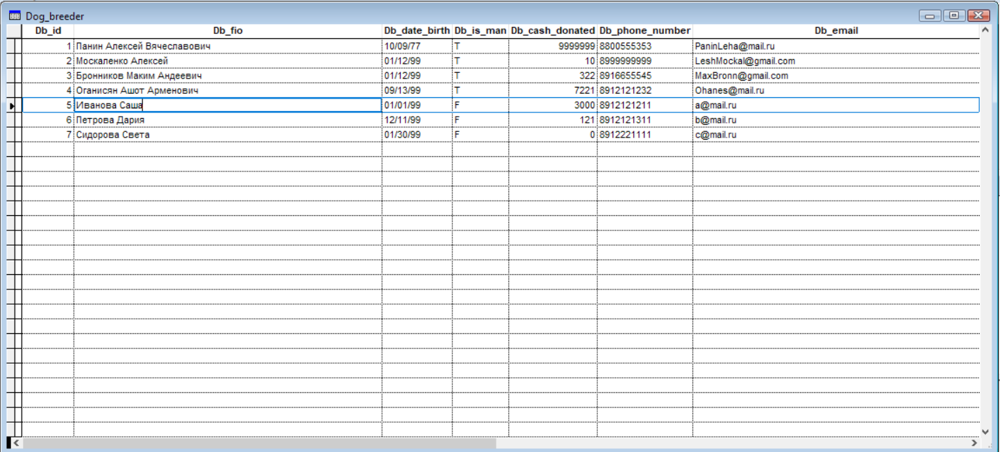 Dog_breeder
Db_id Db_fio Db_date_birth Db_is_man Db_cash_donated Db_phone_number Db_email
1 Панин Алексей Вячеславович 10/09/77 T 9999999 8800555353 PaninLeha@mail.ru
2 Москаленко Алексей 01/12/99 T 10 8999999999 LeshMockal@gmail.com
3 Бронников Маким Андеевич 01/12/99 T 322 8916655545 MaxBronn@gmail.com
4 Оганисян Ашот Арменович 09/13/99 T 7221 8912121232 Ohanes@mail.ru
5 Иванова Саша 01/01/99 F 3000 8912121211 a@mail.ru
6 Петрова Дария 12/11/99 F 121 8912121311 b@mail.ru
7 Сидорова Света 01/30/99 F 0 8912221111 c@mail.ru